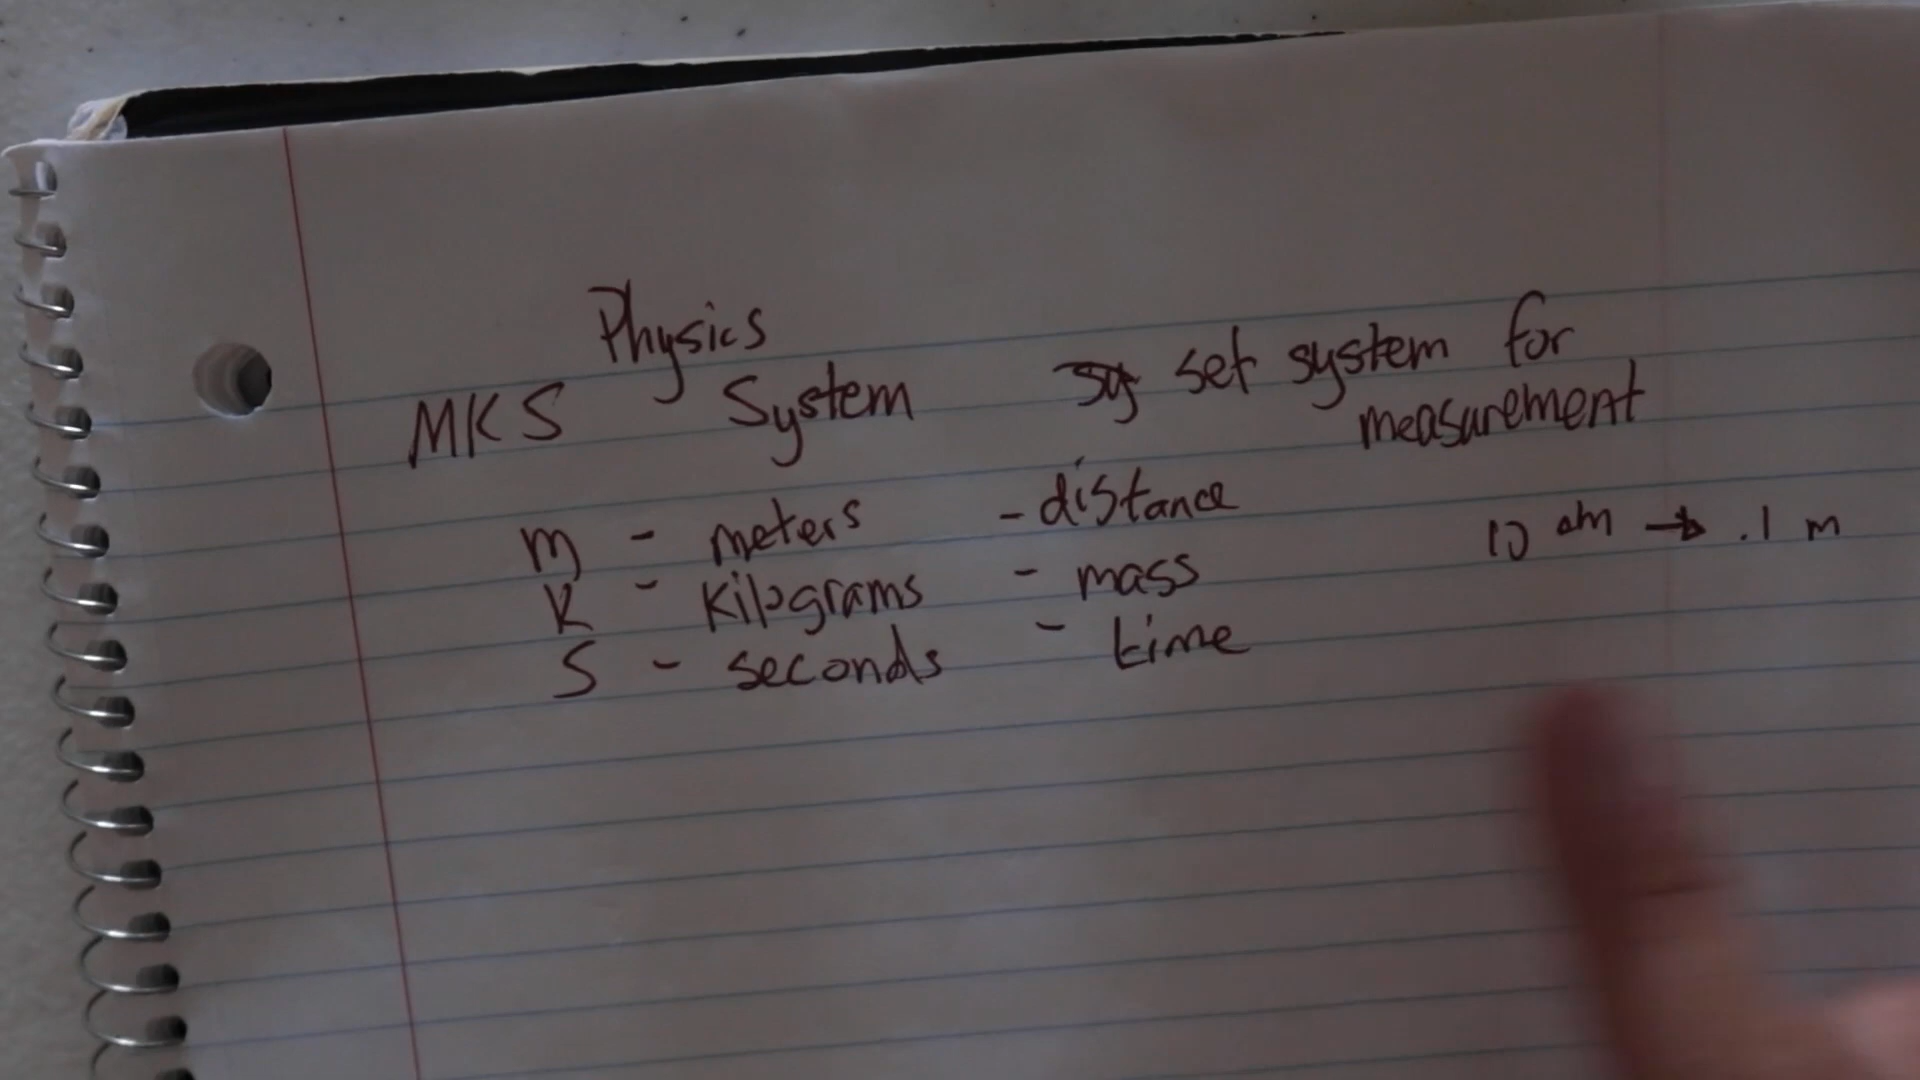 Physics
MKS System set system for
measurement
m - meters - distance
K - kilograms - mass
S - seconds - time
10 cm → .1 m